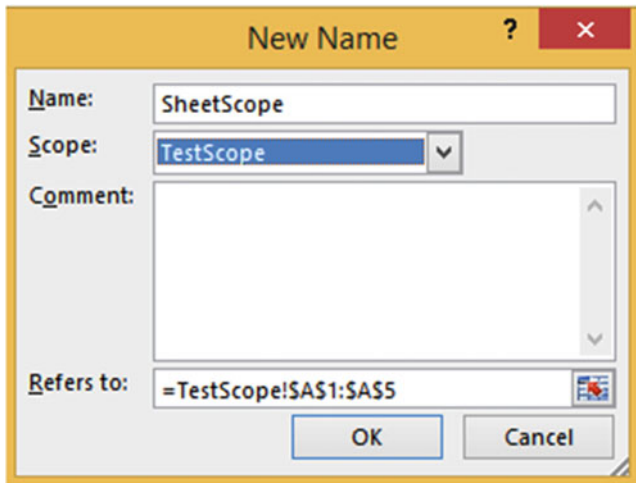 New Name
?
Name: SheetScope
Scope: TestScope
Comment:
Refers to: =TestScope!$A$1:$A$5
OK Cancel